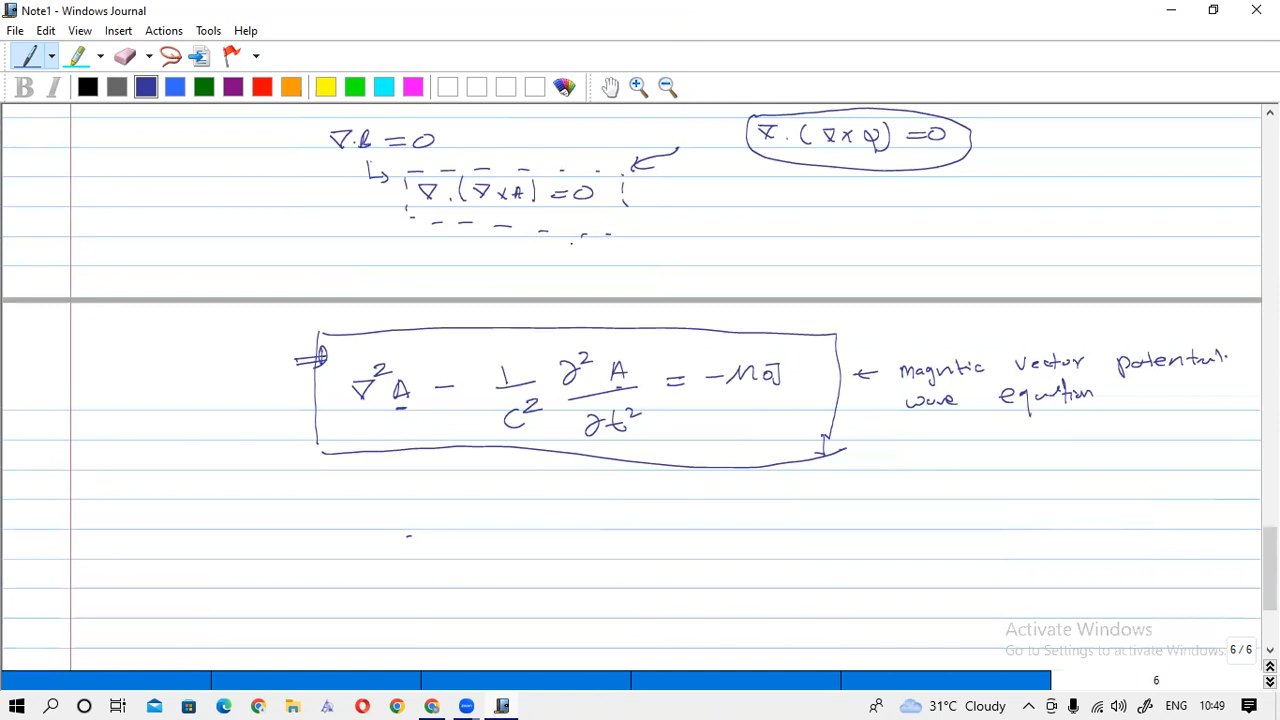 Note1 - Windows Journal
File Edit View Insert Actions Tools Help
B I
∇.B = 0
∇.(∇×A) = 0
∇.(∇×Q) = 0
⇒ ∇²A - 1/C² ∂²A/∂t² = -μ₀J ← magnitic vector potential.
wave equation
Activate Windows
Go to Settings to activate Windows.
6/6
6
31°C Cloudy
ENG 10:49